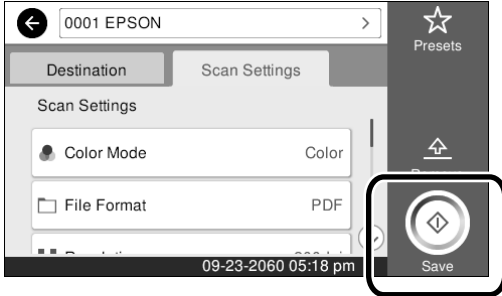 0001 EPSON
Presets
Destination
Scan Settings
Scan Settings
Color Mode
Color
File Format
PDF
09-23-2060 05:18 pm
Save